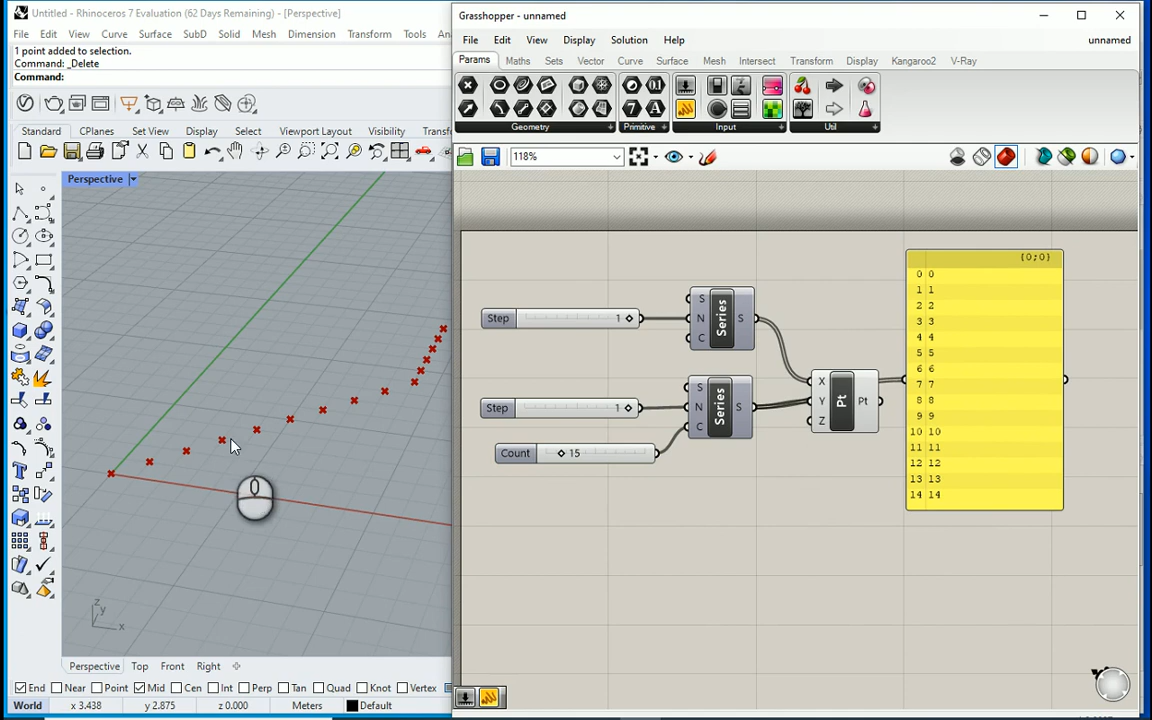 Untitled - Rhinoceros 7 Evaluation (62 Days Remaining) - [Perspective]
File Edit View Curve Surface SubD Solid Mesh Dimension Transform Tools
1 point added to selection.
Command: _Delete
Command:
Standard CPlanes Set View Display Select Viewport Layout Visibility Transf
Perspective
z
y
x
Perspective Top Front Right
End Near Point Mid Cen Int Perp Tan Quad Knot Vertex
World x 3.438 y 2.875 z 0.000 Meters Default
Grasshopper - unnamed
File Edit View Display Solution Help unnamed
Params Maths Sets Vector Curve Surface Mesh Intersect Transform Display Kangaroo2 V-Ray
Geometry Primitive Input Util
118%
Step 1
S
N
C
Series
S
Step 1
S
N
C
Series
S
Count 15
X
Y
Z
Pt
Pt
{0;0}
0 0
1 1
2 2
3 3
4 4
5 5
6 6
7 7
8 8
9 9
10 10
11 11
12 12
13 13
14 14